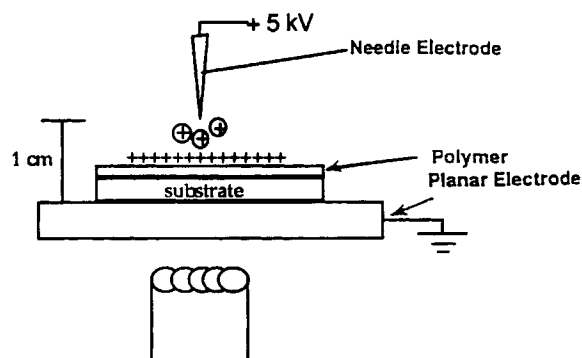 + 5 kV
Needle Electrode
1 cm
+++++++++++++
Polymer
substrate
Planar Electrode